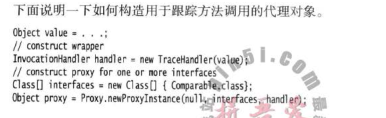 下面说明一下如何构造用于跟踪方法调用的代理对象。
Object value = . . .;
// construct wrapper
InvocationHandler handler = new TraceHandler(value);
// construct proxy for one or more interfaces
Class[] interfaces = new Class[] { Comparable.class};
Object proxy = Proxy.newProxyInstance(null, interfaces, handler);